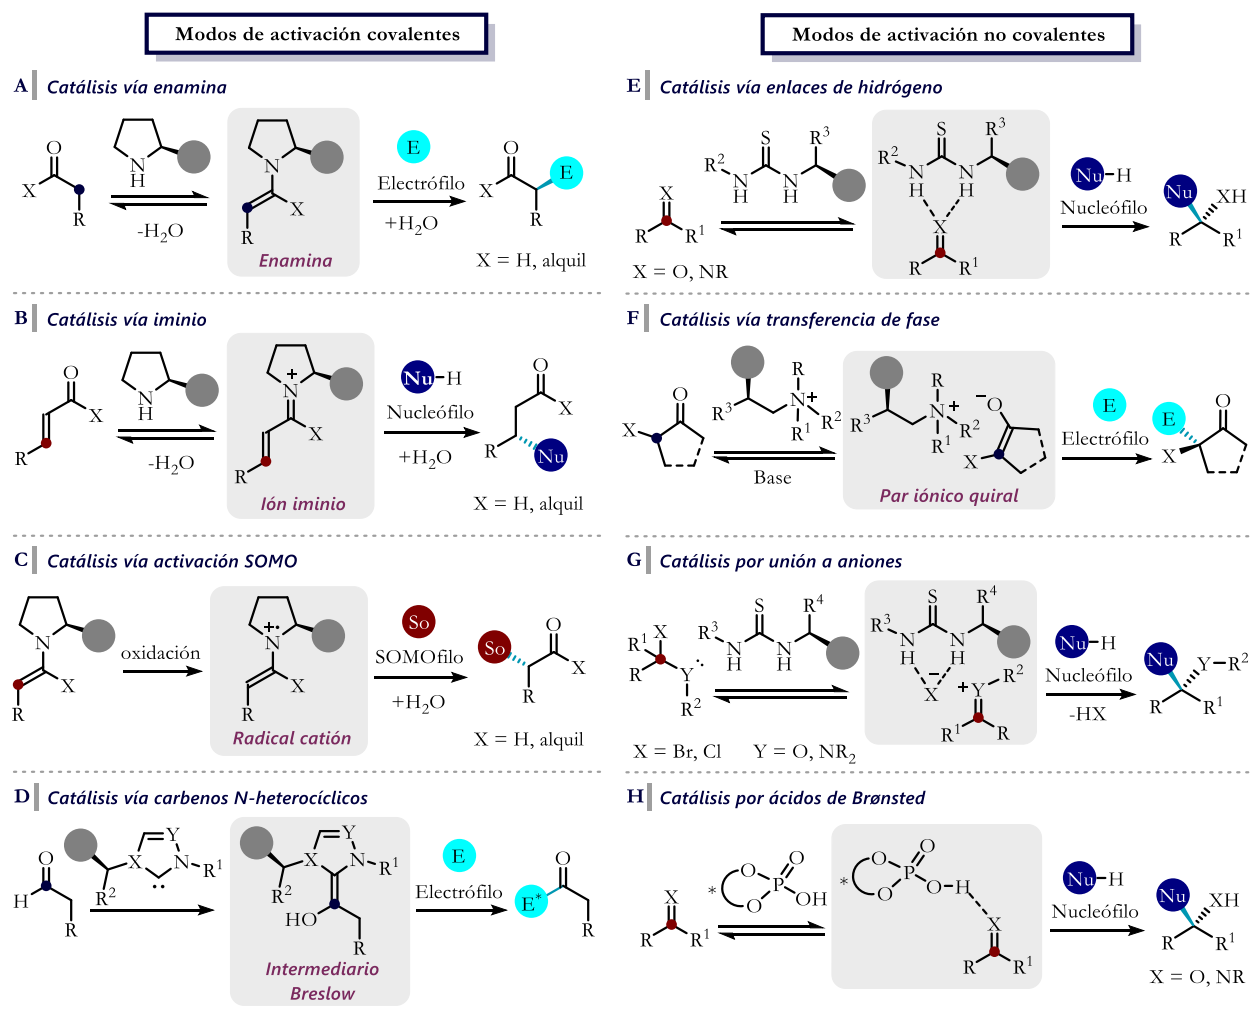 Modos de activación covalentes
A
Catálisis vía enamina
O
X
R
N
H
-H2O
N
X
R
Enamina
E
Electrófilo
+H2O
O
X
E
R
X = H, alquil
B
Catálisis vía iminio
O
X
R
N
H
-H2O
+
N
X
R
Ión iminio
Nu–H
Nucleófilo
+H2O
O
X
R
Nu
X = H, alquil
C
Catálisis vía activación SOMO
N
X
R
oxidación
+·
N
X
R
Radical catión
So
SOMOfilo
+H2O
So
O
X
R
X = H, alquil
D
Catálisis vía carbenos N-heterocíclicos
O
H
R
Y
X
N
R1
R2
Y
X
N
R1
R2
HO
R
Intermediario
Breslow
E
Electrófilo
O
E*
R
Modos de activación no covalentes
E
Catálisis vía enlaces de hidrógeno
X
R
R1
X = O, NR
S
R3
R2
N
H
N
H
S
R3
R2
N
H
N
H
X
R
R1
Nu–H
Nucleófilo
Nu
XH
R
R1
F
Catálisis vía transferencia de fase
O
X
R3
R
N
+
R1
R2
Base
R3
R
N
+
R1
R2
−
O
X
Par iónico quiral
E
Electrófilo
E
O
X
G
Catálisis por unión a aniones
X
R1
R
Y
R2
X = Br, Cl Y = O, NR2
S
R4
R3
N
H
N
H
S
R4
R3
N
H
N
H
−
X
+
Y
R2
R1
R
Nu–H
Nucleófilo
-HX
Nu
Y
R2
R
R1
H
Catálisis por ácidos de Brønsted
X
R
R1
*
O
O
P
O
OH
*
O
O
P
O
O
H
X
R
R1
Nu–H
Nucleófilo
Nu
XH
R
R1
X = O, NR